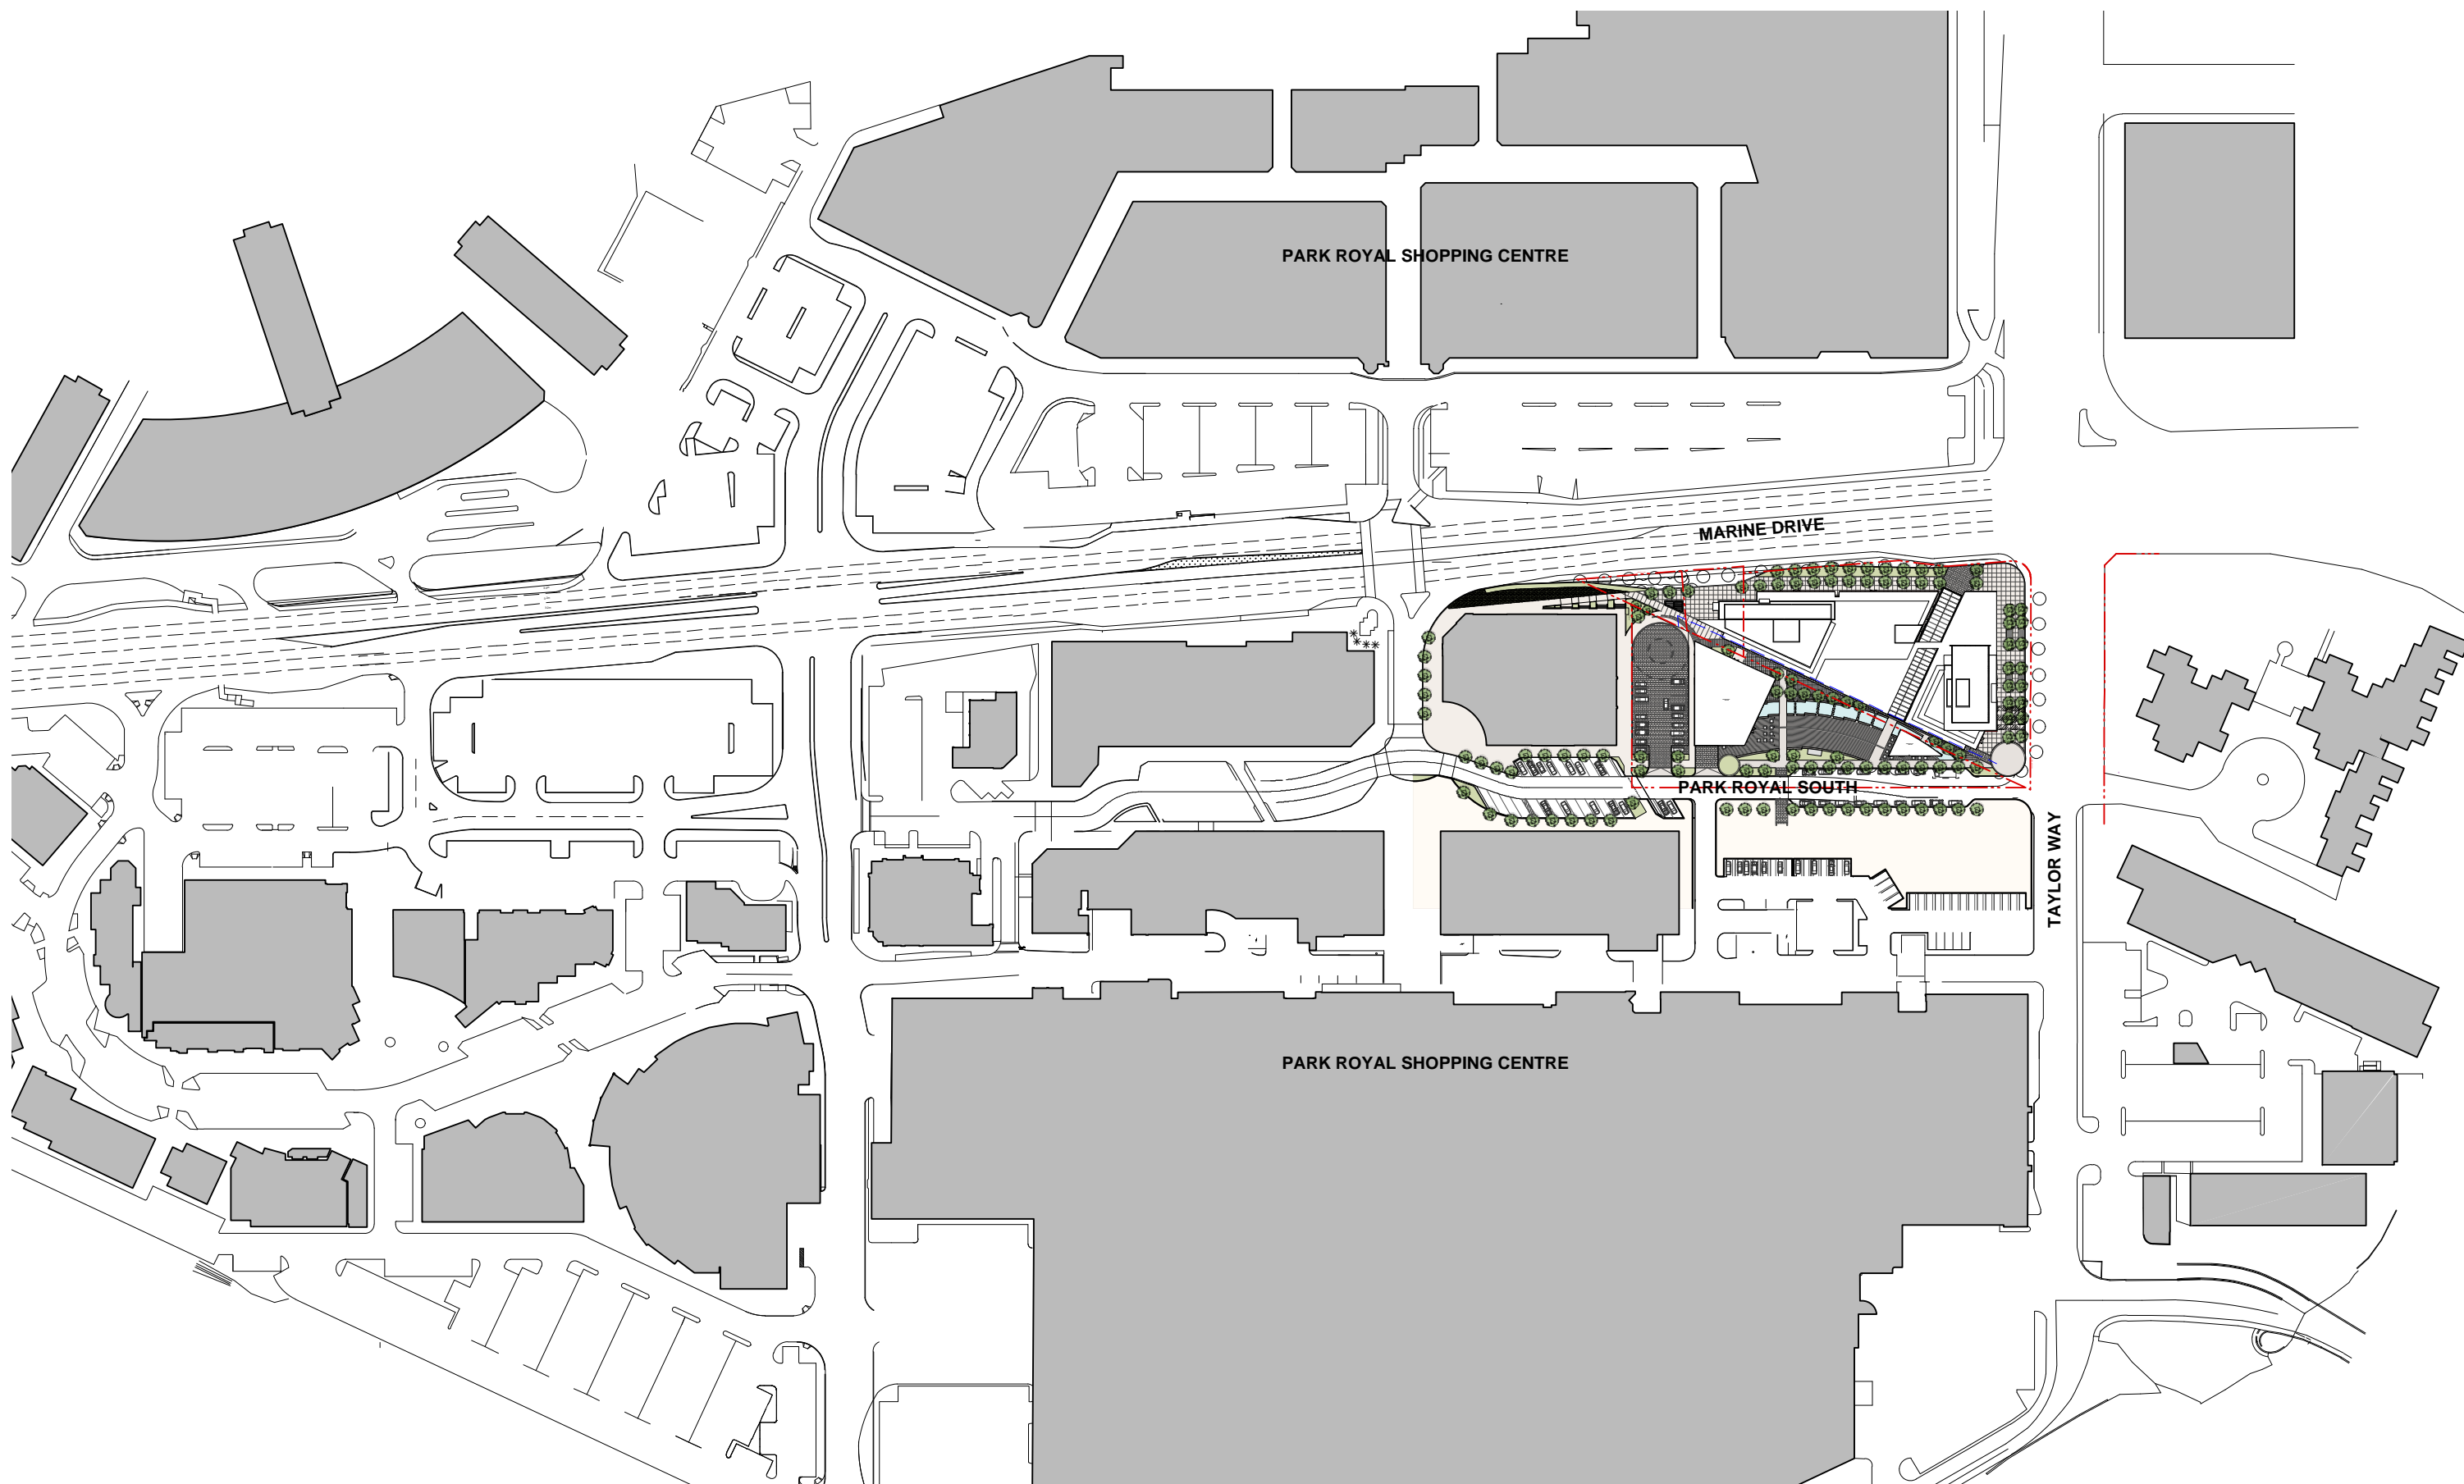 PARK ROYAL SHOPPING CENTRE
MARINE DRIVE
PARK ROYAL SOUTH
TAYLOR WAY
PARK ROYAL SHOPPING CENTRE